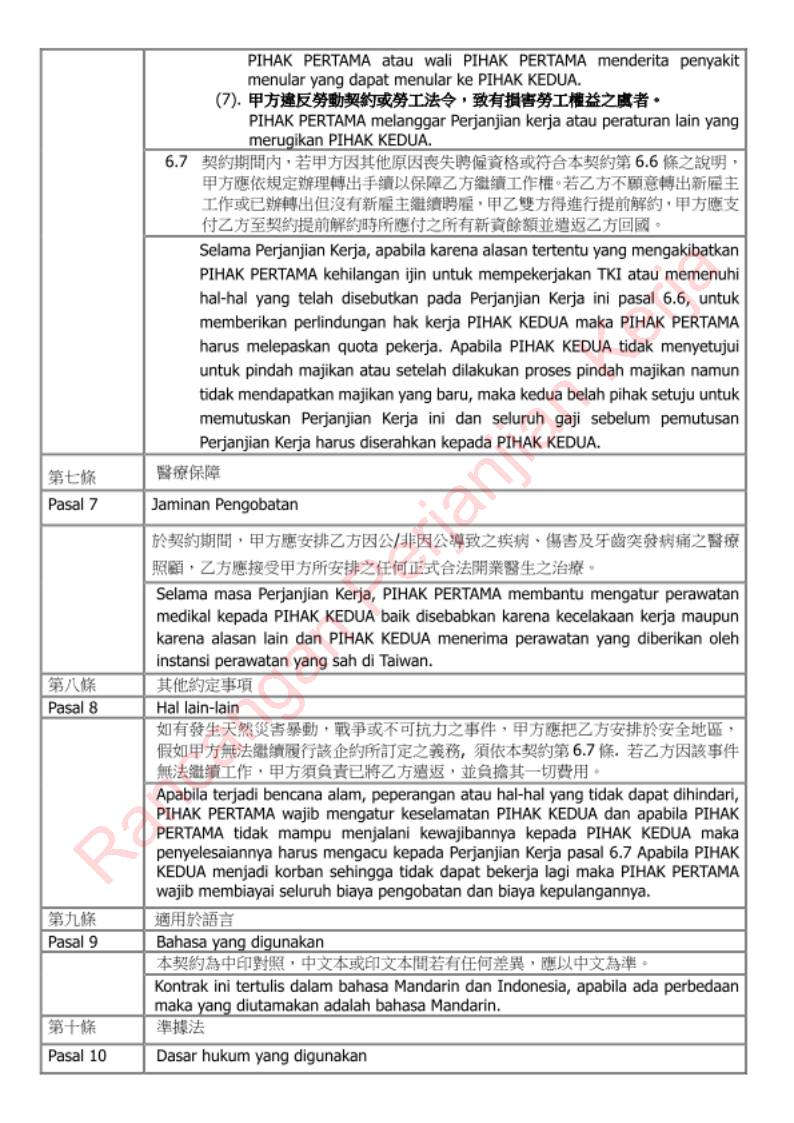 PIHAK PERTAMA atau wali PIHAK PERTAMA menderita penyakit
menular yang dapat menular ke PIHAK KEDUA.
(7). 甲方違反勞動契約或勞工法令，致有損害勞工權益之虞者。
PIHAK PERTAMA melanggar Perjanjian kerja atau peraturan lain yang
merugikan PIHAK KEDUA.
6.7 契約期間內，若甲方因其他原因喪失聘僱資格或符合本契約第 6.6 條之說明，
甲方應依規定辦理轉出手續以保障乙方繼續工作權。若乙方不願意轉出新雇主
工作或已辦轉出但沒有新雇主繼續聘雇，甲乙雙方得進行提前解約，甲方應支
付乙方至契約提前解約時所應付之所有新資餘額並遣返乙方回國。
Selama Perjanjian Kerja, apabila karena alasan tertentu yang mengakibatkan
PIHAK PERTAMA kehilangan ijin untuk mempekerjakan TKI atau memenuhi
hal-hal yang telah disebutkan pada Perjanjian Kerja ini pasal 6.6, untuk
memberikan perlindungan hak kerja PIHAK KEDUA maka PIHAK PERTAMA
harus melepaskan quota pekerja. Apabila PIHAK KEDUA tidak menyetujui
untuk pindah majikan atau setelah dilakukan proses pindah majikan namun
tidak mendapatkan majikan yang baru, maka kedua belah pihak setuju untuk
memutuskan Perjanjian Kerja ini dan seluruh gaji sebelum pemutusan
Perjanjian Kerja harus diserahkan kepada PIHAK KEDUA.
第七條 醫療保障
Pasal 7 Jaminan Pengobatan
於契約期間，甲方應安排乙方因公/非因公導致之疾病、傷害及牙齒突發病痛之醫療
照顧，乙方應接受甲方所安排之任何正式合法開業醫生之治療。
Selama masa Perjanjian Kerja, PIHAK PERTAMA membantu mengatur perawatan
medikal kepada PIHAK KEDUA baik disebabkan karena kecelakaan kerja maupun
karena alasan lain dan PIHAK KEDUA menerima perawatan yang diberikan oleh
instansi perawatan yang sah di Taiwan.
第八條 其他約定事項
Pasal 8 Hal lain-lain
如有發生天然災害暴動，戰爭或不可抗力之事件，甲方應把乙方安排於安全地區，
假如甲方無法繼續履行該企約所訂定之義務, 須依本契約第 6.7 條. 若乙方因該事件
無法繼續工作，甲方須負責已將乙方遣返，並負擔其一切費用。
Apabila terjadi bencana alam, peperangan atau hal-hal yang tidak dapat dihindari,
PIHAK PERTAMA wajib mengatur keselamatan PIHAK KEDUA dan apabila PIHAK
PERTAMA tidak mampu menjalani kewajibannya kepada PIHAK KEDUA maka
penyelesaiannya harus mengacu kepada Perjanjian Kerja pasal 6.7 Apabila PIHAK
KEDUA menjadi korban sehingga tidak dapat bekerja lagi maka PIHAK PERTAMA
wajib membiayai seluruh biaya pengobatan dan biaya kepulangannya.
第九條 適用於語言
Pasal 9 Bahasa yang digunakan
本契約為中印對照，中文本或印文本間若有任何差異，應以中文為準。
Kontrak ini tertulis dalam bahasa Mandarin dan Indonesia, apabila ada perbedaan
maka yang diutamakan adalah bahasa Mandarin.
第十條 準據法
Pasal 10 Dasar hukum yang digunakan
Rancangan Perjanjian Kerja